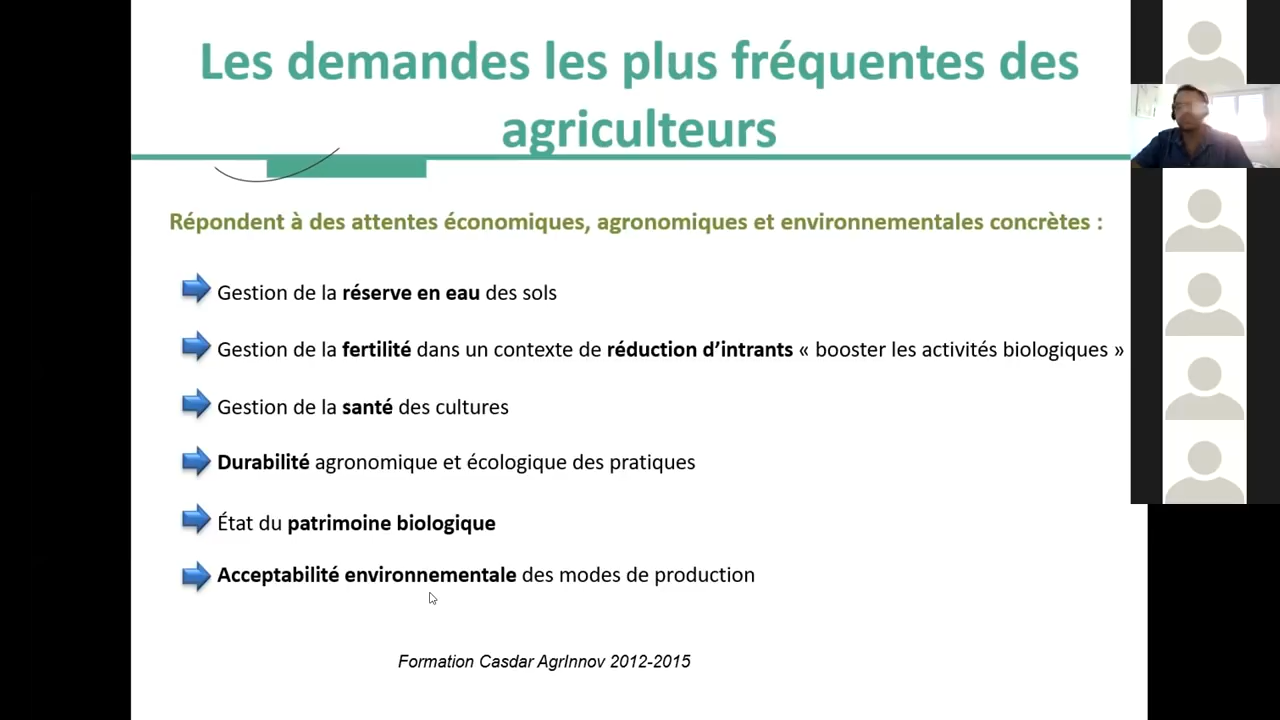 Les demandes les plus fréquentes des
agriculteurs
Répondent à des attentes économiques, agronomiques et environnementales concrètes :
Gestion de la réserve en eau des sols
Gestion de la fertilité dans un contexte de réduction d’intrants « booster les activités biologiques »
Gestion de la santé des cultures
Durabilité agronomique et écologique des pratiques
État du patrimoine biologique
Acceptabilité environnementale des modes de production
Formation Casdar AgrInnov 2012-2015